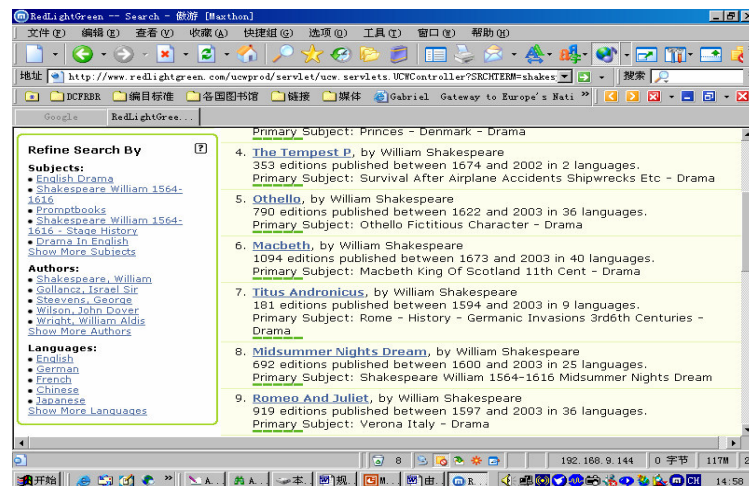 RedLightGreen -- Search - 傲游 [Maxthon]
文件(F) 编辑(E) 查看(V) 收藏(A) 快捷组(G) 选项(O) 工具(T) 窗口(W) 帮助(H)
地址 http://www.redlightgreen.com/ucwprod/servlet/ucw.servlets.UCWController?SRCHTERM=shakes 搜索
DCFRBR 编目标准 各国图书馆 链接 媒体 Gabriel Gateway to Europe's Nati »
Google RedLightGree...
Refine Search By ?
Subjects:
• English Drama
• Shakespeare William 1564-
1616
• Promptbooks
• Shakespeare William 1564-
1616 - Stage History
• Drama In English
Show More Subjects
Authors:
• Shakespeare, William
• Gollancz, Israel Sir
• Steevens, George
• Wilson, John Dover
• Wright, William Aldis
Show More Authors
Languages:
• English
• German
• French
• Chinese
• Japanese
Show More Languages
Primary Subject: Princes - Denmark - Drama
4. The Tempest P, by William Shakespeare
353 editions published between 1674 and 2002 in 2 languages.
Primary Subject: Survival After Airplane Accidents Shipwrecks Etc - Drama
5. Othello, by William Shakespeare
790 editions published between 1622 and 2003 in 36 languages.
Primary Subject: Othello Fictitious Character - Drama
6. Macbeth, by William Shakespeare
1094 editions published between 1673 and 2003 in 40 languages.
Primary Subject: Macbeth King Of Scotland 11th Cent - Drama
7. Titus Andronicus, by William Shakespeare
181 editions published between 1594 and 2003 in 9 languages.
Primary Subject: Rome - History - Germanic Invasions 3rd6th Centuries -
Drama
8. Midsummer Nights Dream, by William Shakespeare
692 editions published between 1600 and 2003 in 25 languages.
Primary Subject: Shakespeare William 1564-1616 Midsummer Nights Dream
9. Romeo And Juliet, by William Shakespeare
919 editions published between 1597 and 2003 in 36 languages.
Primary Subject: Verona Italy - Drama
8 192.168.9.144 0 字节 117M 2
开始 » A.. A.. 本. 规. M.. 由. R.. CH 14:58